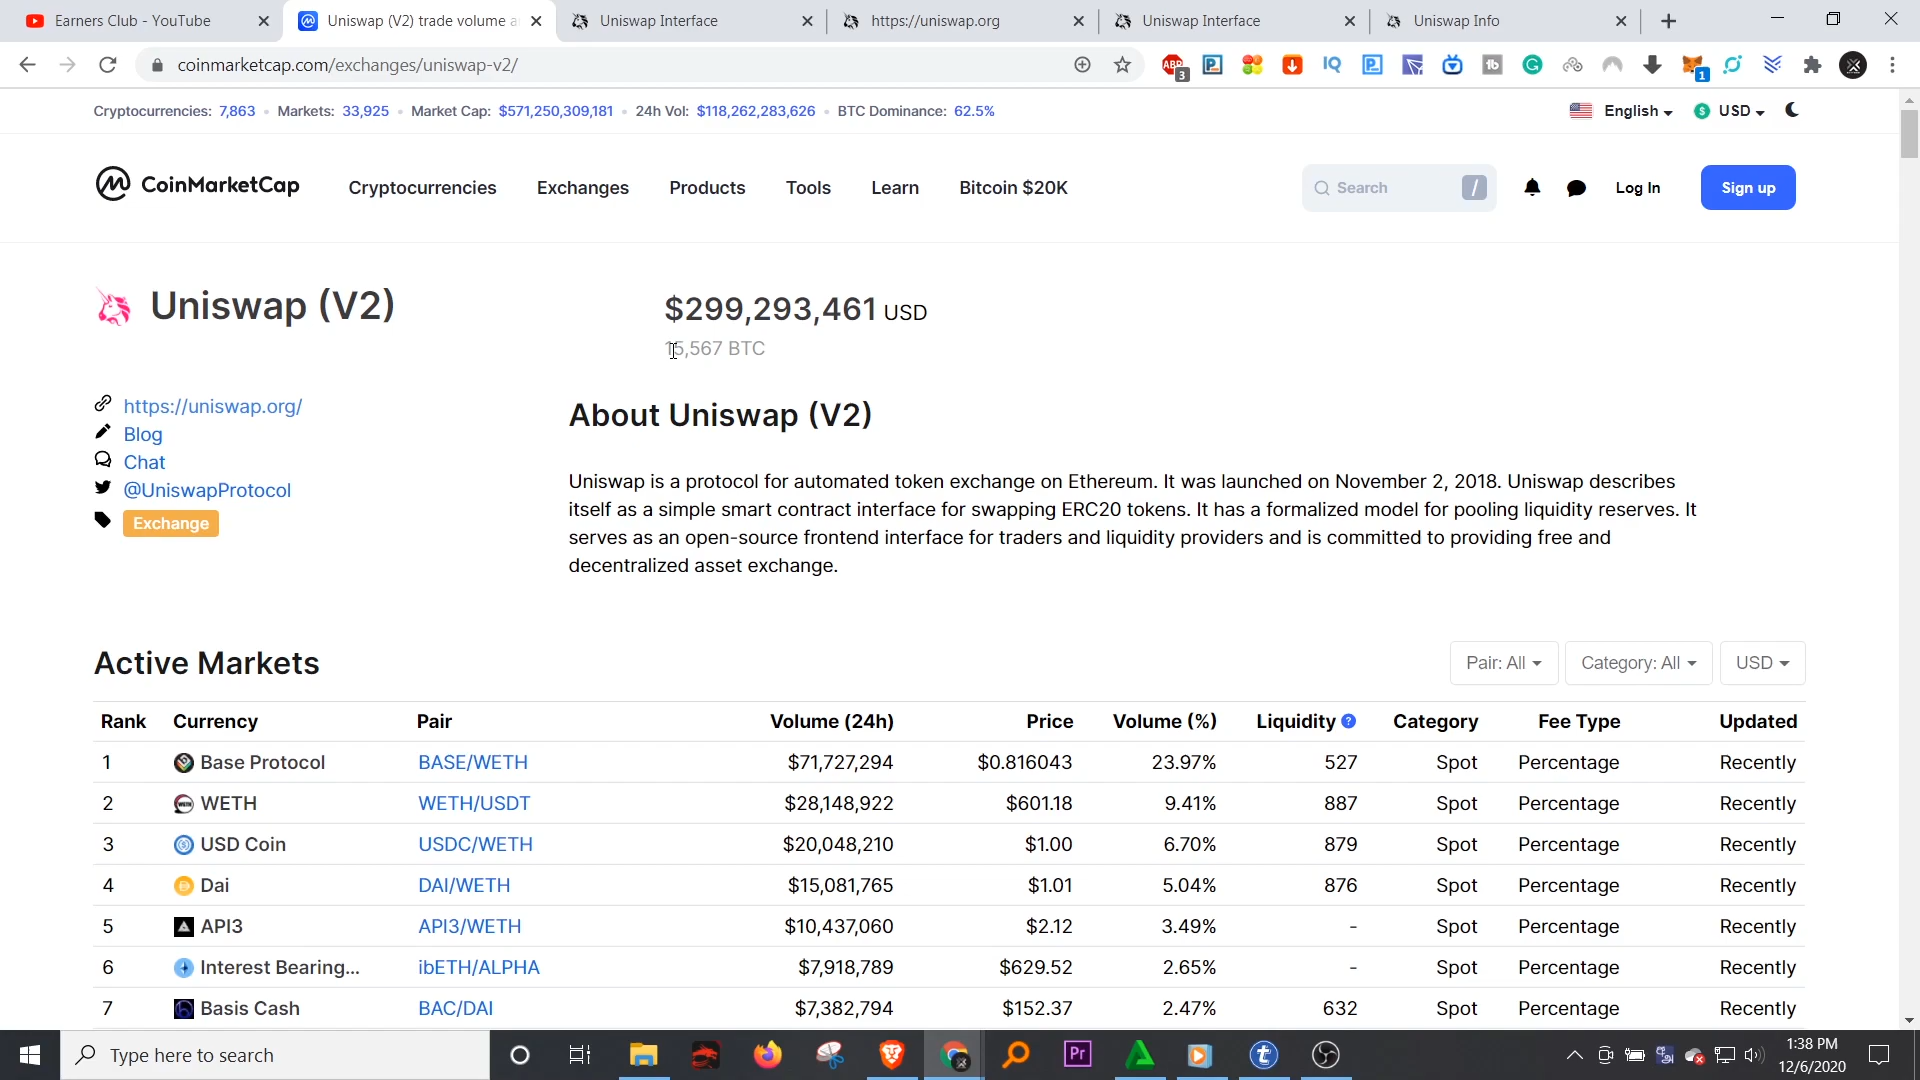 Earners Club - YouTube
Uniswap (V2) trade volume a
Uniswap Interface
https://uniswap.org
Uniswap Interface
Uniswap Info
coinmarketcap.com/exchanges/uniswap-v2/
ABP 3
IQ
tb
1
Cryptocurrencies: 7,863 • Markets: 33,925 • Market Cap: $571,250,309,181 • 24h Vol: $118,262,283,626 • BTC Dominance: 62.5%
English
$ USD
CoinMarketCap
Cryptocurrencies
Exchanges
Products
Tools
Learn
Bitcoin $20K
Search /
Log In
Sign up
Uniswap (V2)
$299,293,461 USD
15,567 BTC
https://uniswap.org/
Blog
Chat
@UniswapProtocol
Exchange
About Uniswap (V2)
Uniswap is a protocol for automated token exchange on Ethereum. It was launched on November 2, 2018. Uniswap describes
itself as a simple smart contract interface for swapping ERC20 tokens. It has a formalized model for pooling liquidity reserves. It
serves as an open-source frontend interface for traders and liquidity providers and is committed to providing free and
decentralized asset exchange.
Active Markets
Pair: All
Category: All
USD
Rank Currency Pair Volume (24h) Price Volume (%) Liquidity ? Category Fee Type Updated
1 Base Protocol BASE/WETH $71,727,294 $0.816043 23.97% 527 Spot Percentage Recently
2 WETH WETH/USDT $28,148,922 $601.18 9.41% 887 Spot Percentage Recently
3 USD Coin USDC/WETH $20,048,210 $1.00 6.70% 879 Spot Percentage Recently
4 Dai DAI/WETH $15,081,765 $1.01 5.04% 876 Spot Percentage Recently
5 API3 API3/WETH $10,437,060 $2.12 3.49% - Spot Percentage Recently
6 Interest Bearing... ibETH/ALPHA $7,918,789 $629.52 2.65% - Spot Percentage Recently
7 Basis Cash BAC/DAI $7,382,794 $152.37 2.47% 632 Spot Percentage Recently
Type here to search
Pr
t
1:38 PM
12/6/2020